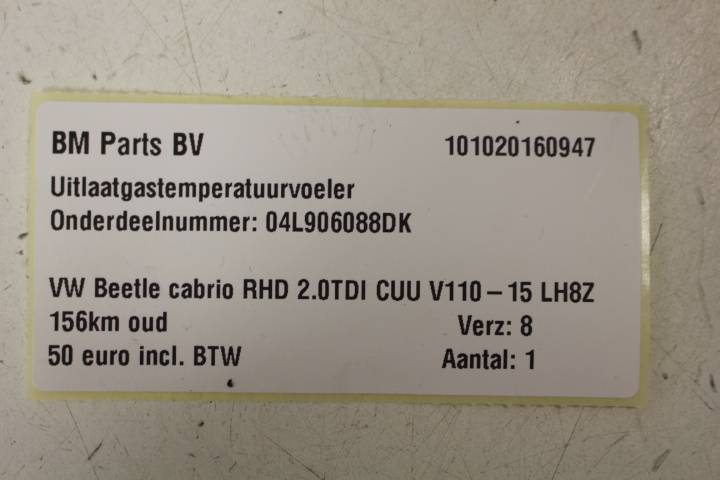 BM Parts BV 101020160947
Uitlaatgastemperatuurvoeler
Onderdeelnummer: 04L906088DK
VW Beetle cabrio RHD 2.0TDI CUU V110 – 15 LH8Z
156km oud Verz: 8
50 euro incl. BTW Aantal: 1